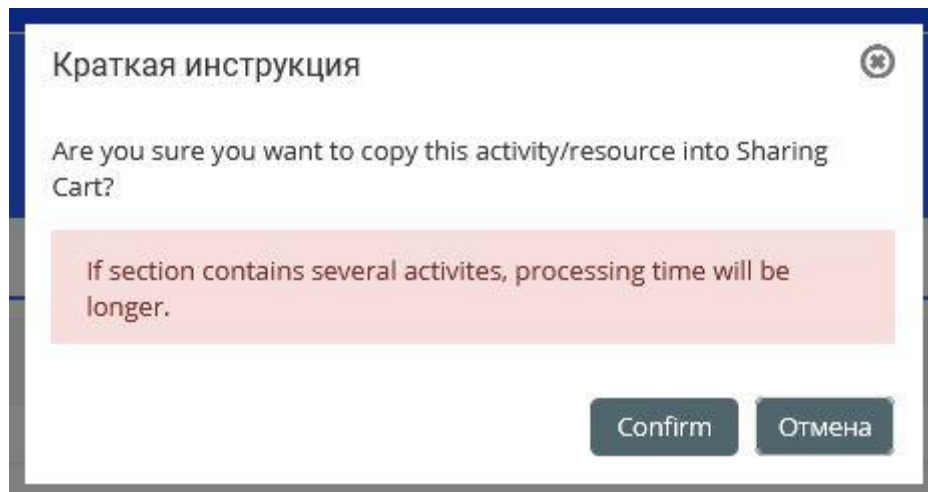 Краткая инструкция
Are you sure you want to copy this activity/resource into Sharing
Cart?
If section contains several activites, processing time will be
longer.
Confirm
Отмена